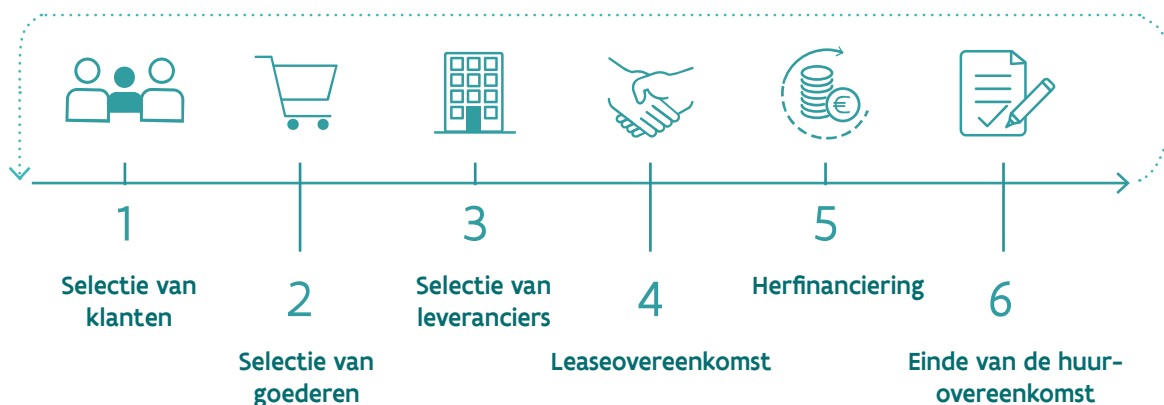 1
Selectie van
klanten
2
Selectie van
goederen
3
Selectie van
leveranciers
4
Leaseovereenkomst
5
Herfinanciering
6
Einde van de huur-
overeenkomst
€